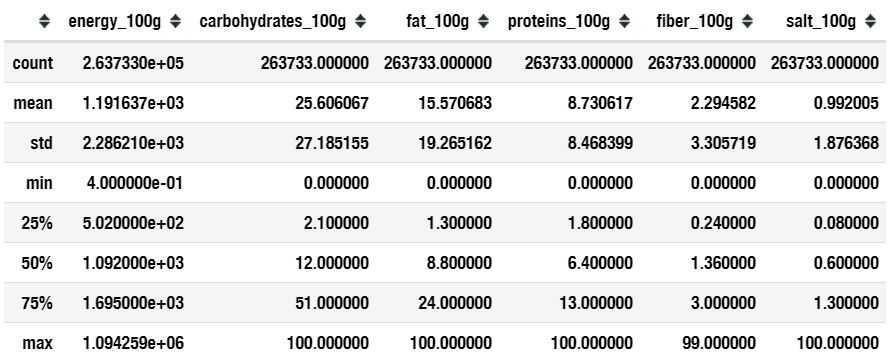 energy_100g carbohydrates_100g fat_100g proteins_100g fiber_100g salt_100g
count 2.637330e+05 263733.000000 263733.000000 263733.000000 263733.000000 263733.000000
mean 1.191637e+03 25.606067 15.570683 8.730617 2.294582 0.992005
std 2.286210e+03 27.185155 19.265162 8.468399 3.305719 1.876368
min 4.000000e-01 0.000000 0.000000 0.000000 0.000000 0.000000
25% 5.020000e+02 2.100000 1.300000 1.800000 0.240000 0.080000
50% 1.092000e+03 12.000000 8.800000 6.400000 1.360000 0.600000
75% 1.695000e+03 51.000000 24.000000 13.000000 3.000000 1.300000
max 1.094259e+06 100.000000 100.000000 100.000000 99.000000 100.000000